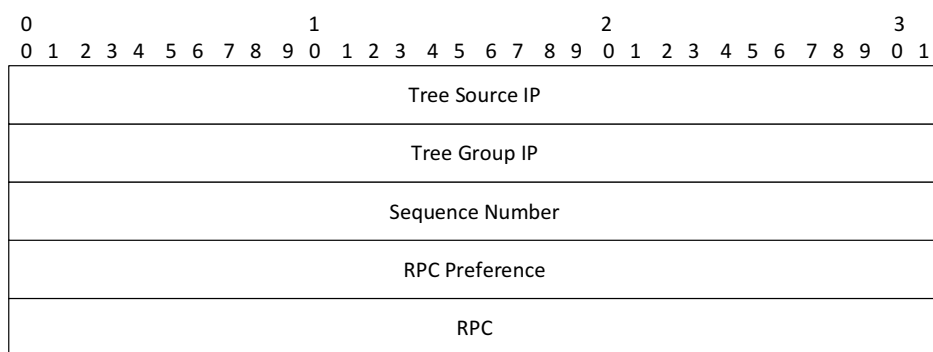 0 1 2 3
0 1 2 3 4 5 6 7 8 9 0 1 2 3 4 5 6 7 8 9 0 1 2 3 4 5 6 7 8 9 0 1
Tree Source IP
Tree Group IP
Sequence Number
RPC Preference
RPC